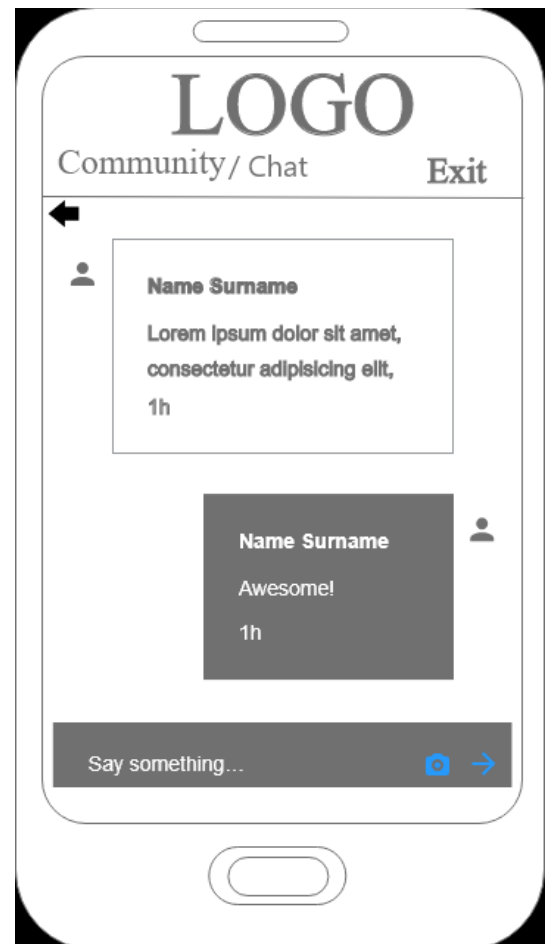 LOGO
Community/ Chat
Exit
Name Surname
Lorem ipsum dolor sit amet,
consectetur adipisicing elit,
1h
Name Surname
Awesome!
1h
Say something...